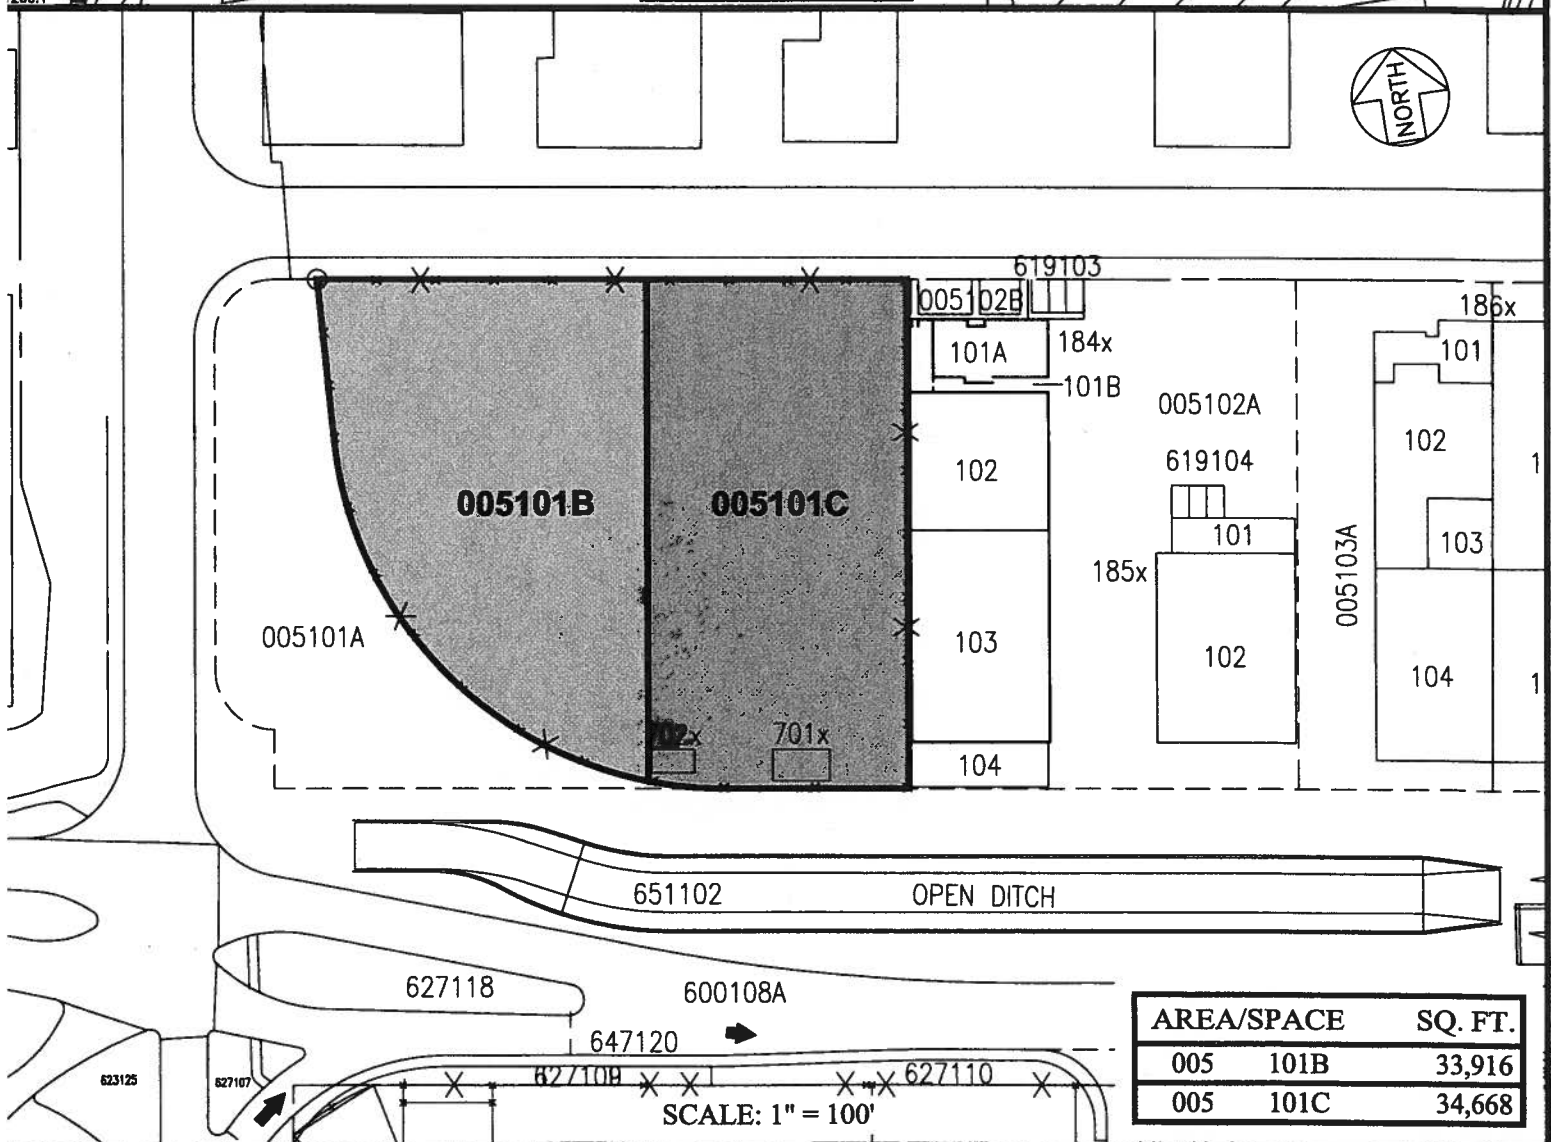 NORTH
619103
005102B
186x
101A
184x
101
101B
005102A
102
102
619104
005101B
005101C
101
103
005103A
185x
103
102
104
005101A
701x
104
651102
OPEN DITCH
627118
600108A
647120
623125
627107
627109
627110
SCALE: 1" = 100'
AREA/SPACE SQ. FT.
005 101B 33,916
005 101C 34,668